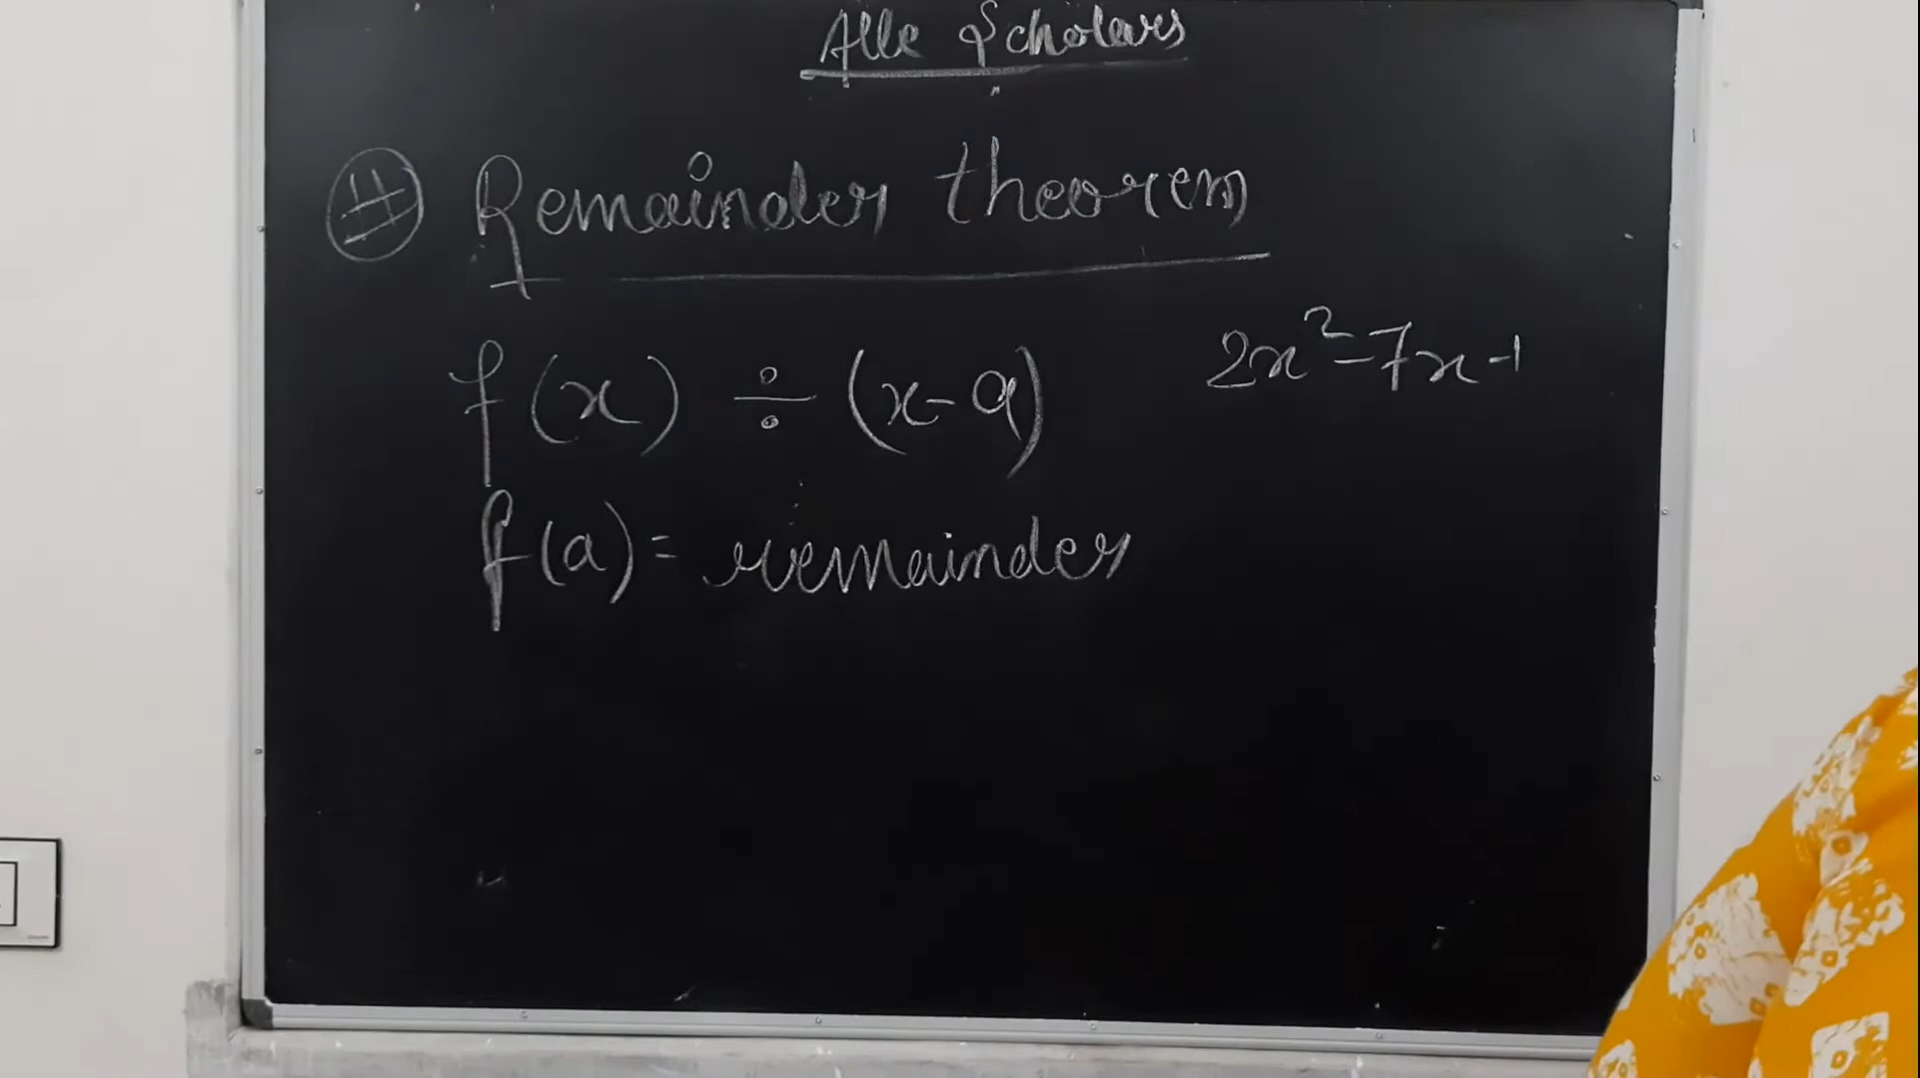 Alle Scholars
# Remainder theorem
f(x) ÷ (x-a)
2x²-7x-1
f(a) = remainder